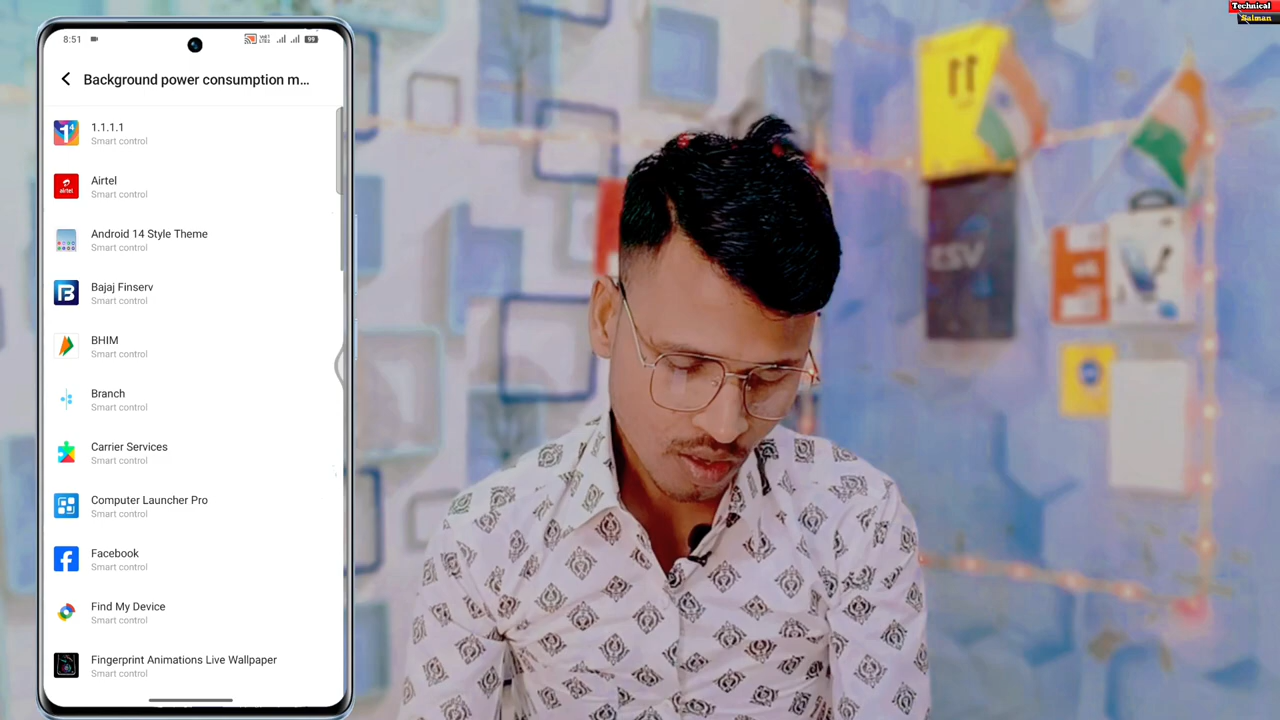 Technical
Salman
8:51
99
Background power consumption m...
1.1.1.1
Smart control
airtel
Airtel
Smart control
Android 14 Style Theme
Smart control
Bajaj Finserv
Smart control
BHIM
Smart control
Branch
Smart control
Carrier Services
Smart control
Computer Launcher Pro
Smart control
Facebook
Smart control
Find My Device
Smart control
Fingerprint Animations Live Wallpaper
Smart control